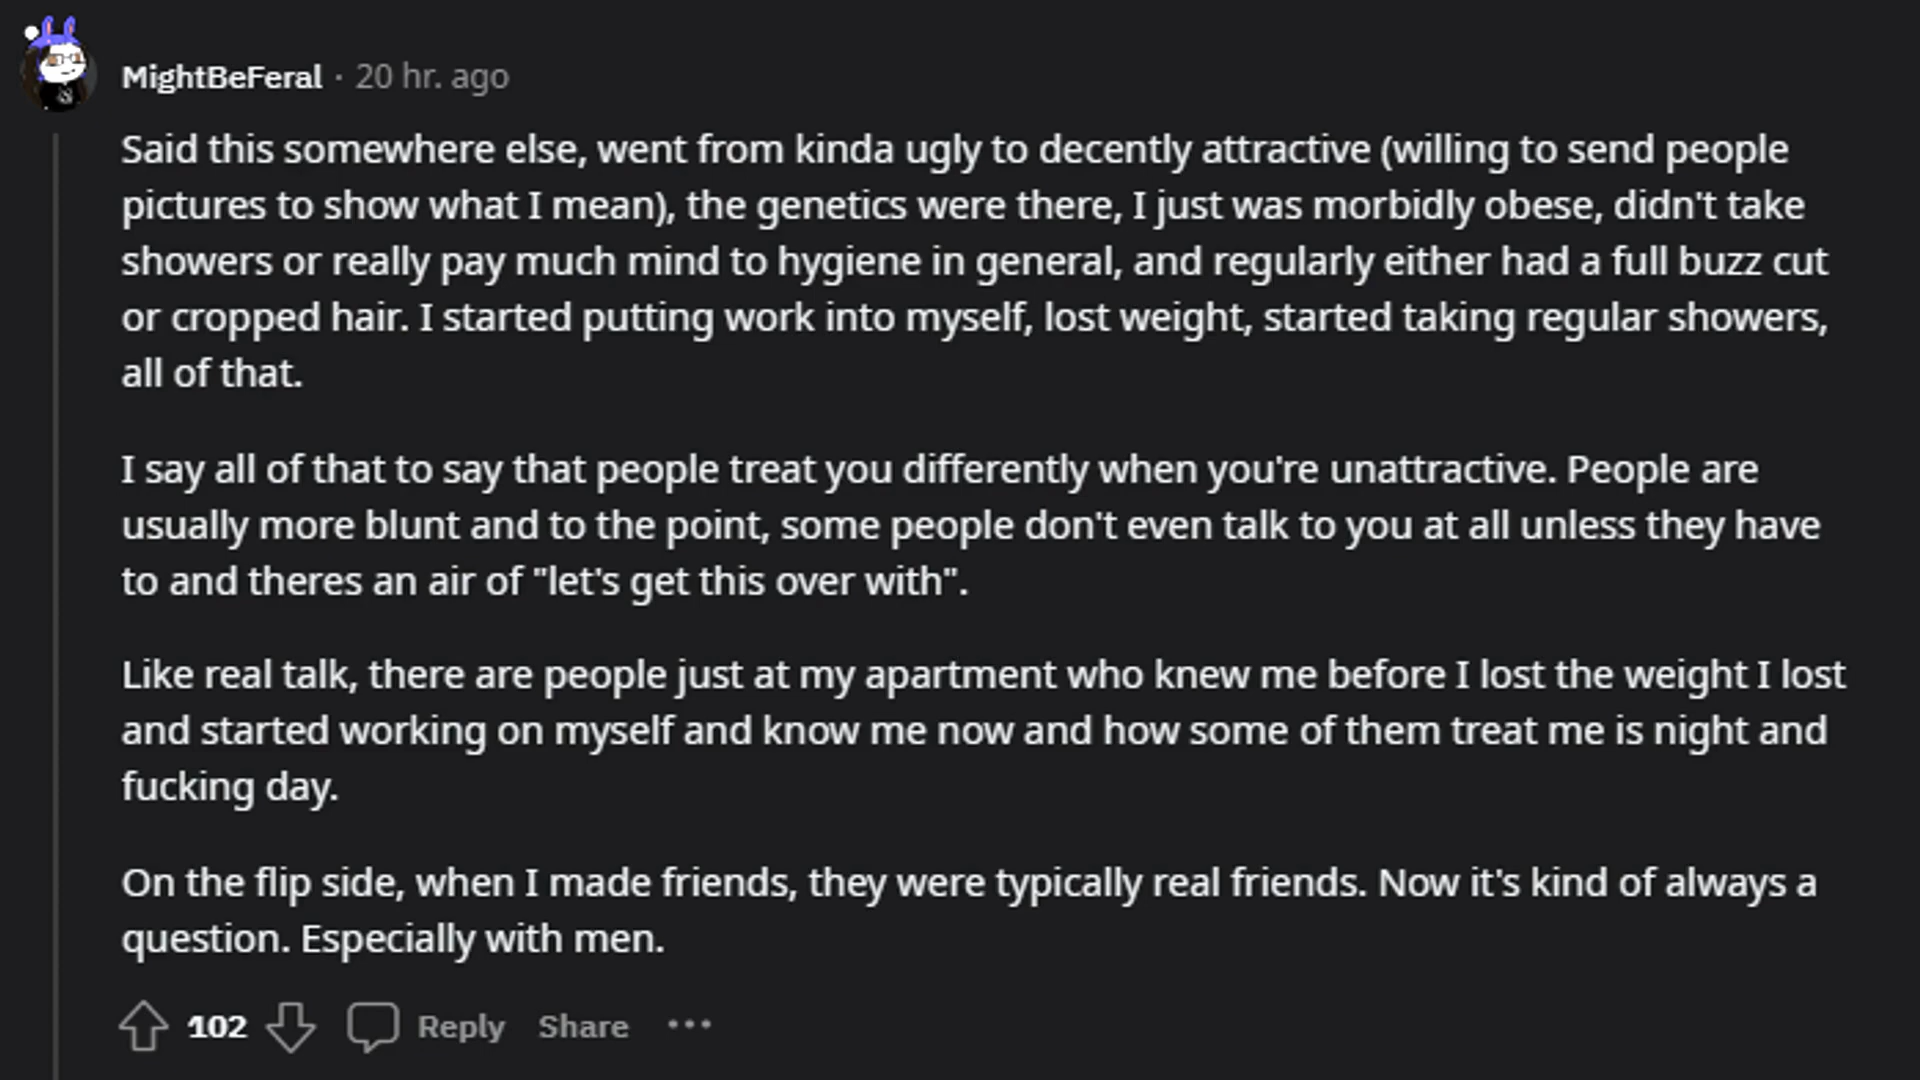 MightBeFeral · 20 hr. ago
Said this somewhere else, went from kinda ugly to decently attractive (willing to send people
pictures to show what I mean), the genetics were there, I just was morbidly obese, didn't take
showers or really pay much mind to hygiene in general, and regularly either had a full buzz cut
or cropped hair. I started putting work into myself, lost weight, started taking regular showers,
all of that.
I say all of that to say that people treat you differently when you're unattractive. People are
usually more blunt and to the point, some people don't even talk to you at all unless they have
to and theres an air of "let's get this over with".
Like real talk, there are people just at my apartment who knew me before I lost the weight I lost
and started working on myself and know me now and how some of them treat me is night and
fucking day.
On the flip side, when I made friends, they were typically real friends. Now it's kind of always a
question. Especially with men.
102 Reply Share ···